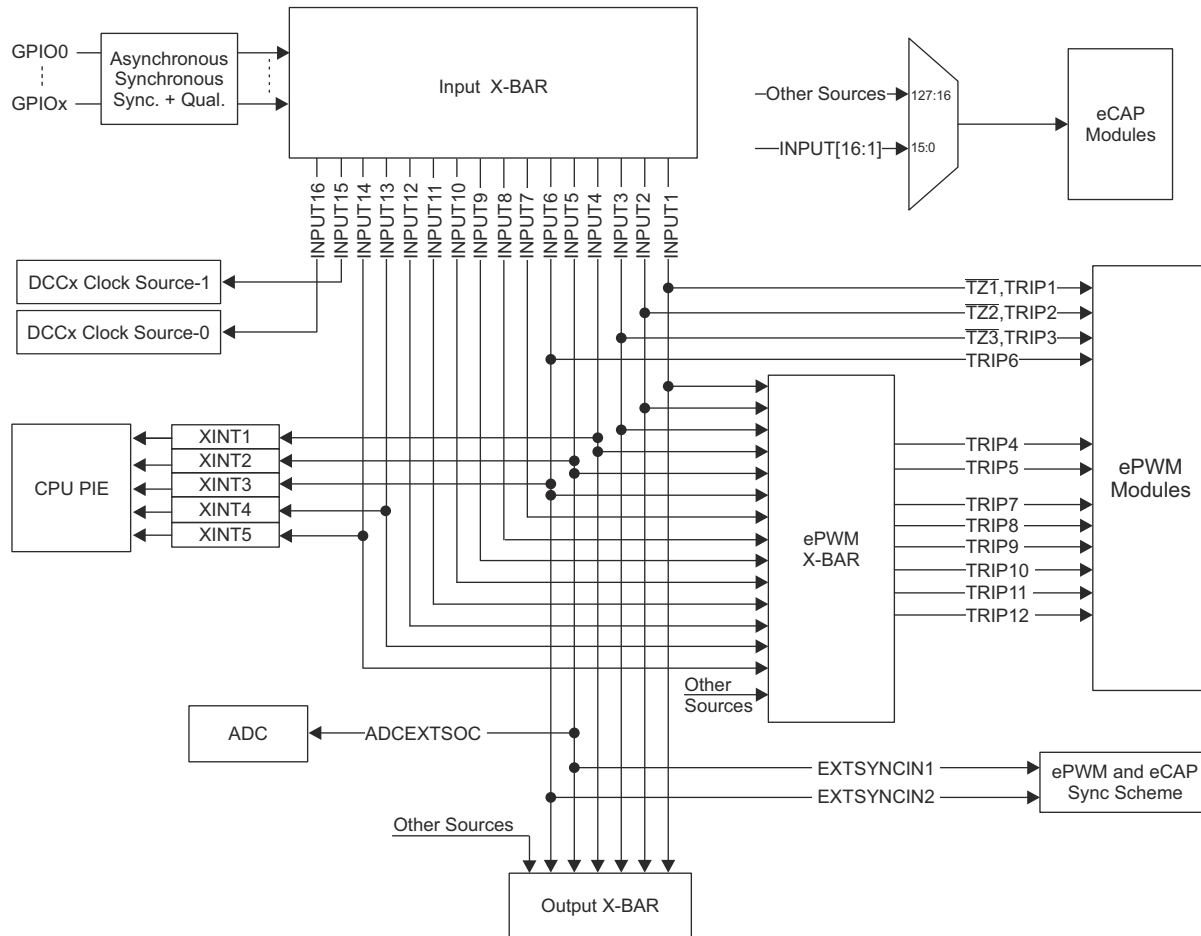 GPIO0
GPIOx
Asynchronous
Synchronous
Sync. + Qual.
Input X-BAR
Other Sources
127:16
INPUT[16:1]
15:0
eCAP
Modules
INPUT16
INPUT15
INPUT14
INPUT13
INPUT12
INPUT11
INPUT10
INPUT9
INPUT8
INPUT7
INPUT6
INPUT5
INPUT4
INPUT3
INPUT2
INPUT1
DCCx Clock Source-1
DCCx Clock Source-0
TZ1,TRIP1
TZ2,TRIP2
TZ3,TRIP3
TRIP6
CPU PIE
XINT1
XINT2
XINT3
XINT4
XINT5
ePWM
X-BAR
TRIP4
TRIP5
TRIP7
TRIP8
TRIP9
TRIP10
TRIP11
TRIP12
ePWM
Modules
Other
Sources
ADC
ADCEXTSOC
EXTSYNCIN1
EXTSYNCIN2
ePWM and eCAP
Sync Scheme
Other Sources
Output X-BAR